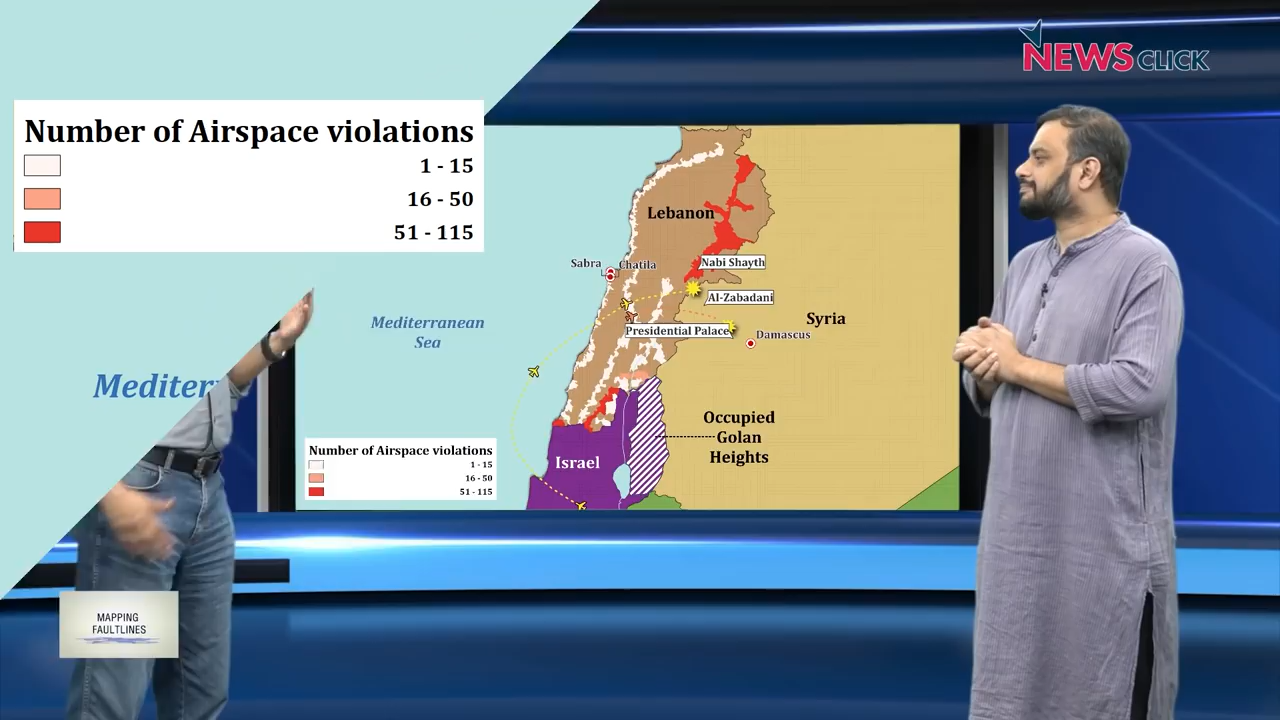 NEWSCLICK
Number of Airspace violations
1 - 15
16 - 50
51 - 115
Lebanon
Sabra
Chatila
Nabi Shayth
Al-Zabadani
Syria
Mediterranean
Sea
Presidential Palace
Damascus
Occupied
Golan
Heights
Israel
Number of Airspace violations
1 - 15
16 - 50
51 - 115
Mediter
MAPPING
FAULTLINES